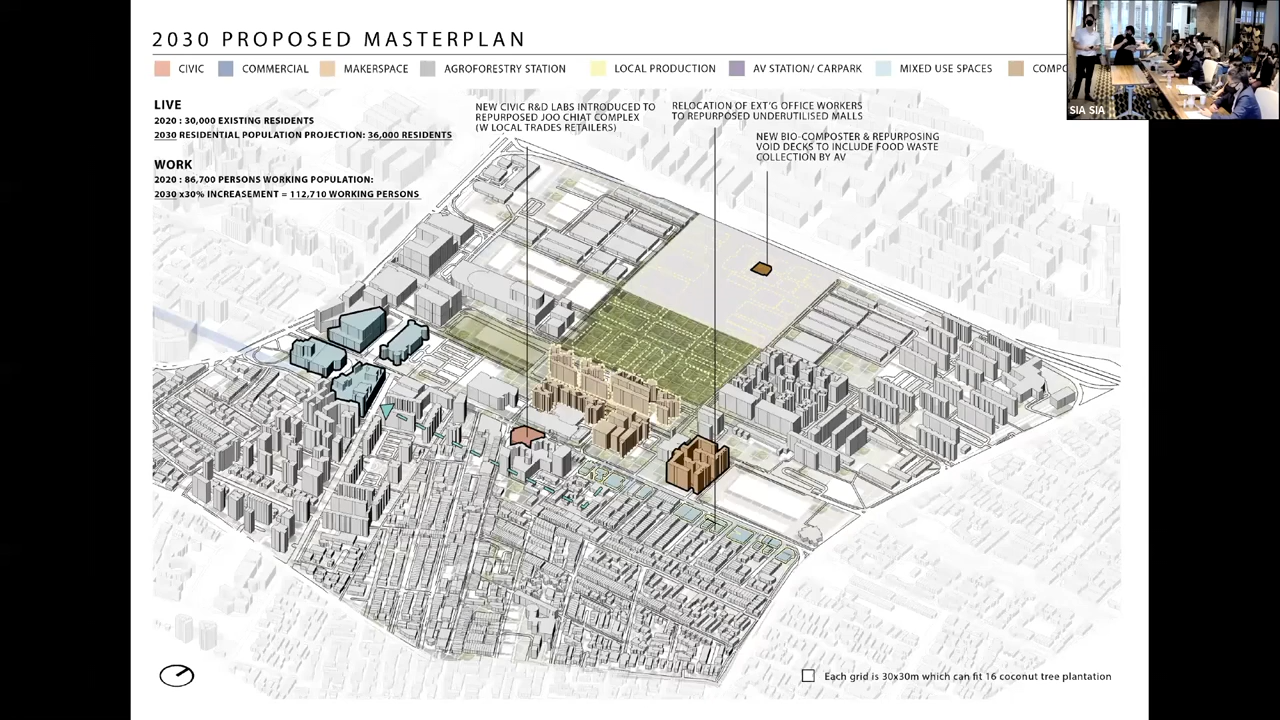 2030 PROPOSED MASTERPLAN
CIVIC COMMERCIAL MAKERSPACE AGROFORESTRY STATION LOCAL PRODUCTION AV STATION/ CARPARK MIXED USE SPACES
SIA SIA
LIVE
2020 : 30,000 EXISTING RESIDENTS
2030 RESIDENTIAL POPULATION PROJECTION: 36,000 RESIDENTS
WORK
2020 : 86,700 PERSONS WORKING POPULATION:
2030 x30% INCREASEMENT = 112,710 WORKING PERSONS
NEW CIVIC R&D LABS INTRODUCED TO
REPURPOSED JOO CHIAT COMPLEX
(W LOCAL TRADES RETAILERS)
RELOCATION OF EXT'G OFFICE WORKERS
TO REPURPOSED UNDERUTILISED MALLS
NEW BIO-COMPOSTER & REPURPOSING
VOID DECKS TO INCLUDE FOOD WASTE
COLLECTION BY AV
Each grid is 30x30m which can fit 16 coconut tree plantation